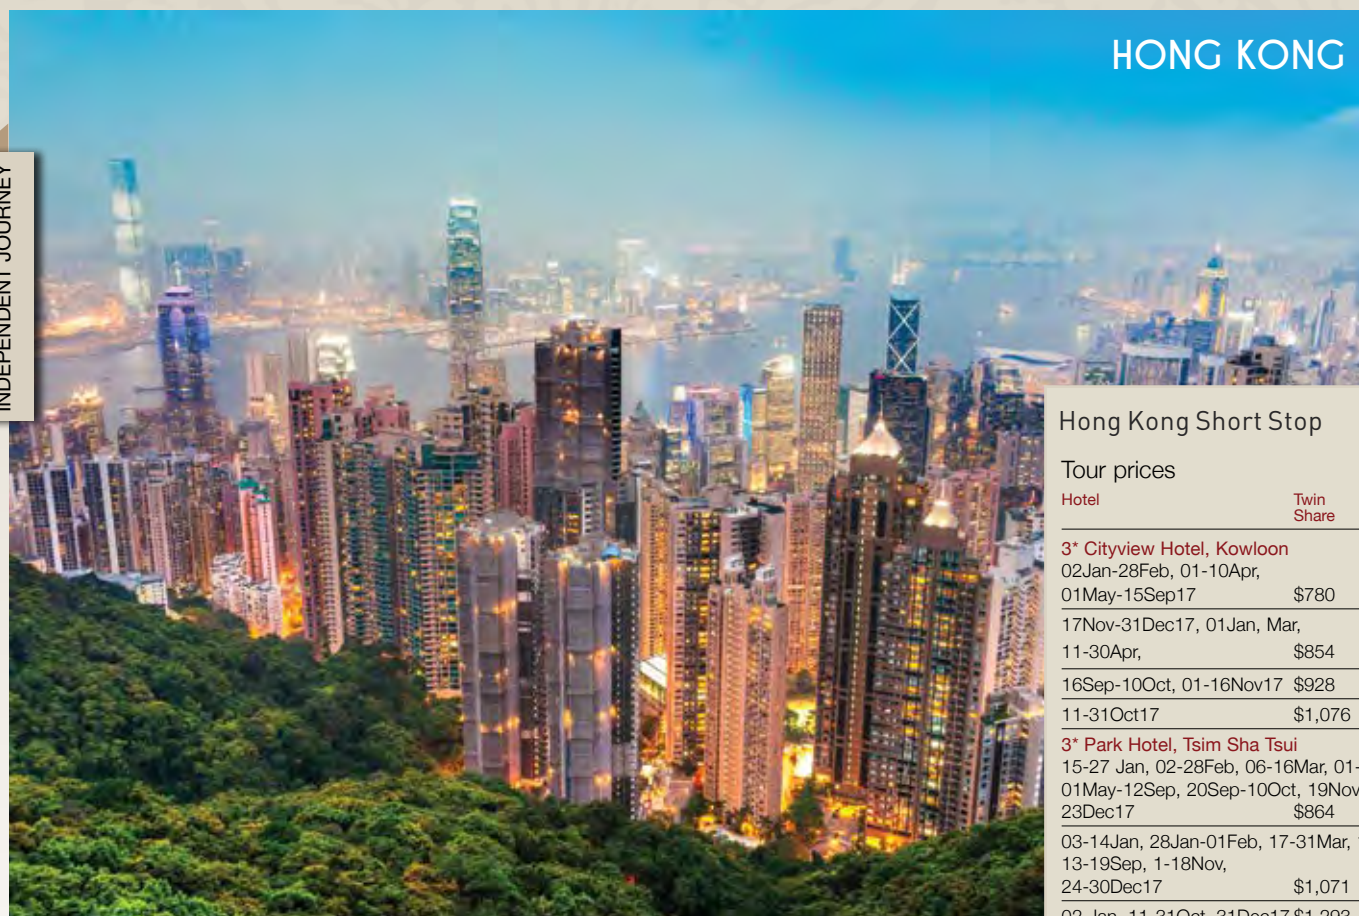 HONG KONG
INDEPENDENT JOURNEY
Hong Kong Short Stop
Tour prices
Hotel Twin
Share
3* Cityview Hotel, Kowloon
02Jan-28Feb, 01-10Apr,
01May-15Sep17 $780
17Nov-31Dec17, 01Jan, Mar,
11-30Apr, $854
16Sep-10Oct, 01-16Nov17 $928
11-31Oct17 $1,076
3* Park Hotel, Tsim Sha Tsui
15-27 Jan, 02-28Feb, 06-16Mar, 01-
01May-12Sep, 20Sep-10Oct, 19Nov
23Dec17 $864
03-14Jan, 28Jan-01Feb, 17-31Mar,
13-19Sep, 1-18Nov,
24-30Dec17 $1,071